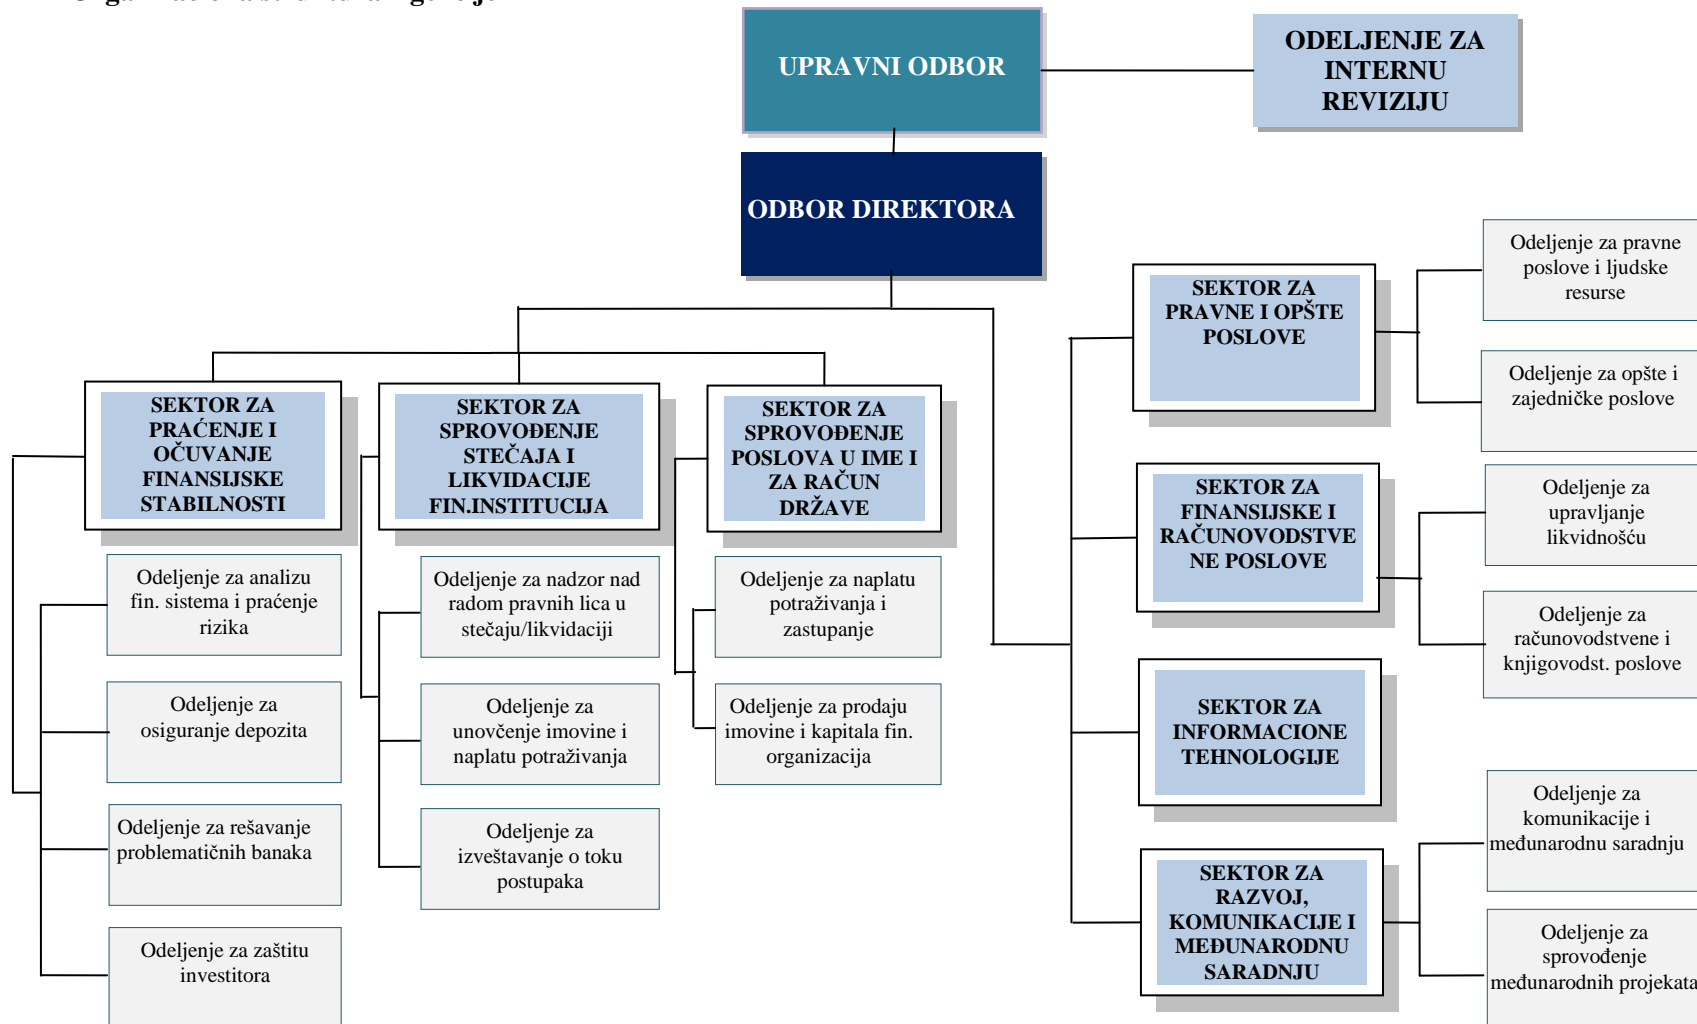 UPRAVNI ODBOR
ODELJENJE ZA
INTERNU
REVIZIJU
ODBOR DIREKTORA
SEKTOR ZA
PRAĆENJE I
OČUVANJE
FINANSIJSKE
STABILNOSTI
Odeljenje za analizu
fin. sistema i praćenje
rizika
Odeljenje za
osiguranje depozita
Odeljenje za rešavanje
problematičnih banaka
Odeljenje za zaštitu
investitora
SEKTOR ZA
SPROVOĐENJE
STEČAJA I
LIKVIDACIJE
FIN.INSTITUCIJA
Odeljenje za nadzor nad
radom pravnih lica u
stečaju/likvidaciji
Odeljenje za
unovčenje imovine i
naplatu potraživanja
Odeljenje za
izveštavanje o toku
postupaka
SEKTOR ZA
SPROVOĐENJE
POSLOVA U IME I
ZA RAČUN
DRŽAVE
Odeljenje za naplatu
potraživanja i
zastupanje
Odeljenje za prodaju
imovine i kapitala fin.
organizacija
SEKTOR ZA
PRAVNE I OPŠTE
POSLOVE
Odeljenje za pravne
poslove i ljudske
resurse
Odeljenje za opšte i
zajedničke poslove
SEKTOR ZA
FINANSIJSKE I
RAČUNOVODSTVE
NE POSLOVE
Odeljenje za
upravljanje
likvidnošću
Odeljenje za
računovodstvene i
knjigovodst. poslove
SEKTOR ZA
INFORMACIONE
TEHNOLOGIJE
SEKTOR ZA
RAZVOJ,
KOMUNIKACIJE I
MEĐUNARODNU
SARADNJU
Odeljenje za
komunikacije i
međunarodnu saradnju
Odeljenje za
sprovođenje
međunarodnih projekata